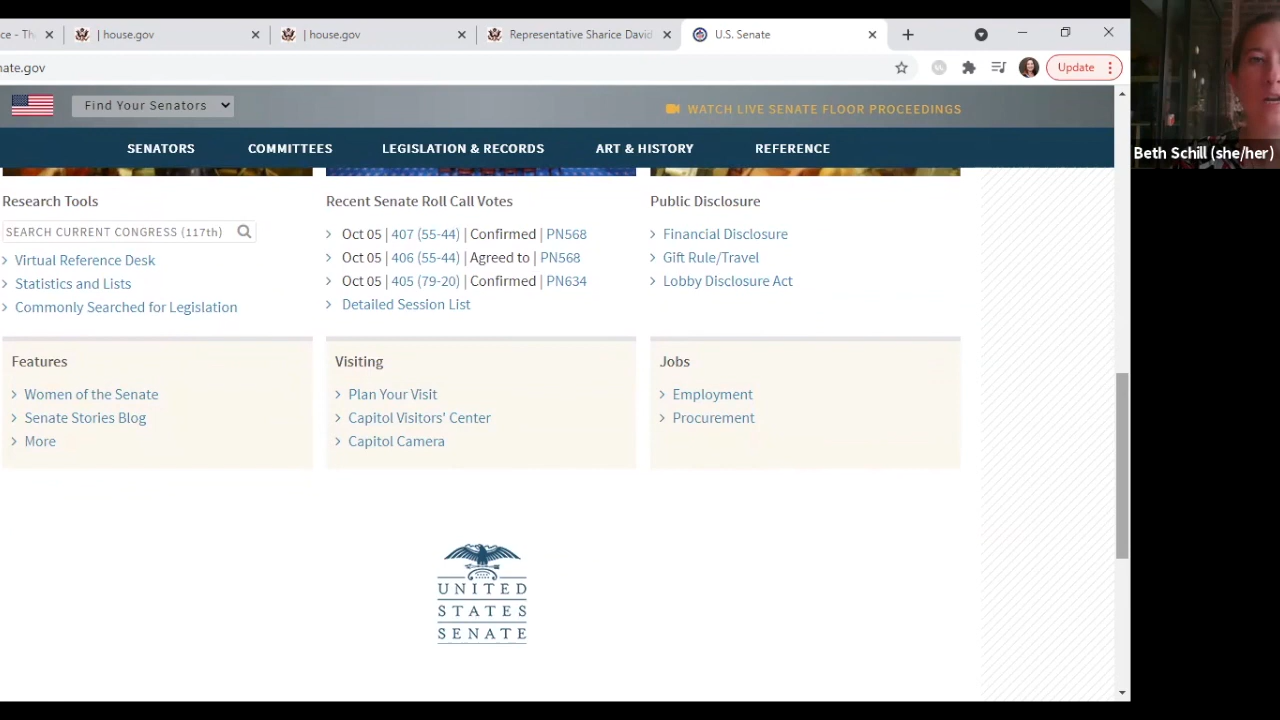 ce - Th
house.gov
house.gov
Representative Sharice David
U.S. Senate
nate.gov
Update
Find Your Senators
WATCH LIVE SENATE FLOOR PROCEEDINGS
SENATORS COMMITTEES LEGISLATION & RECORDS ART & HISTORY REFERENCE
Beth Schill (she/her)
Research Tools
SEARCH CURRENT CONGRESS (117th)
Virtual Reference Desk
Statistics and Lists
Commonly Searched for Legislation
Recent Senate Roll Call Votes
Oct 05 | 407 (55-44) | Confirmed | PN568
Oct 05 | 406 (55-44) | Agreed to | PN568
Oct 05 | 405 (79-20) | Confirmed | PN634
Detailed Session List
Public Disclosure
Financial Disclosure
Gift Rule/Travel
Lobby Disclosure Act
Features
Women of the Senate
Senate Stories Blog
More
Visiting
Plan Your Visit
Capitol Visitors' Center
Capitol Camera
Jobs
Employment
Procurement
UNITED
STATES
SENATE